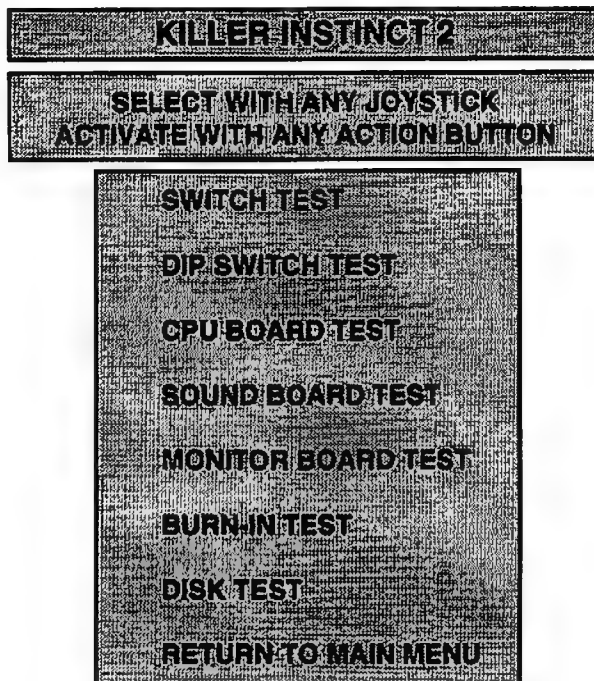 KILLER INSTINCT 2
SELECT WITH ANY JOYSTICK
ACTIVATE WITH ANY ACTION BUTTON
SWITCH TEST
DIP SWITCH TEST
CPU BOARD TEST
SOUND BOARD TEST
MONITOR BOARD TEST
BURN-IN TEST
DISK TEST
RETURN TO MAIN MENU